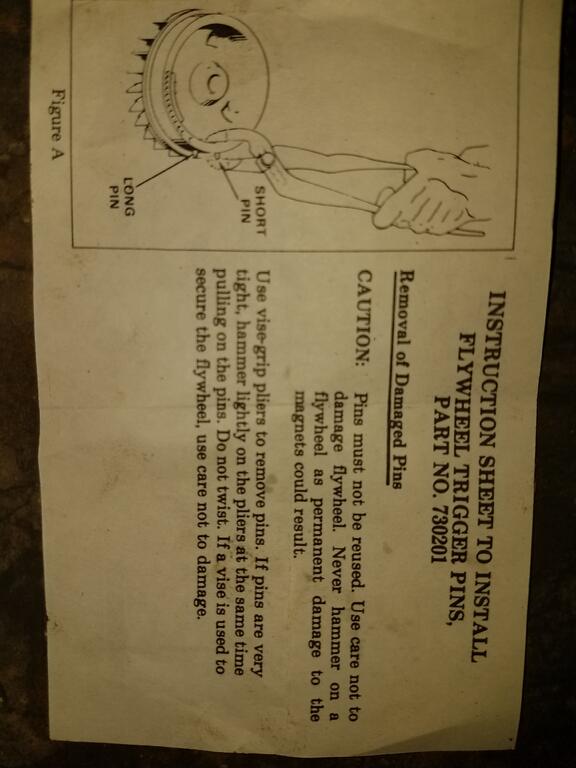 INSTRUCTION SHEET TO INSTALL
FLYWHEEL TRIGGER PINS,
PART NO. 730201
Removal of Damaged Pins
CAUTION: Pins must not be reused. Use care not to
damage flywheel. Never hammer on a
flywheel as permanent damage to the
magnets could result.
Use vise-grip pliers to remove pins. If pins are very
tight, hammer lightly on the pliers at the same time
pulling on the pins. Do not twist. If a vise is used to
secure the flywheel, use care not to damage.
SHORT
PIN
LONG
PIN
Figure A